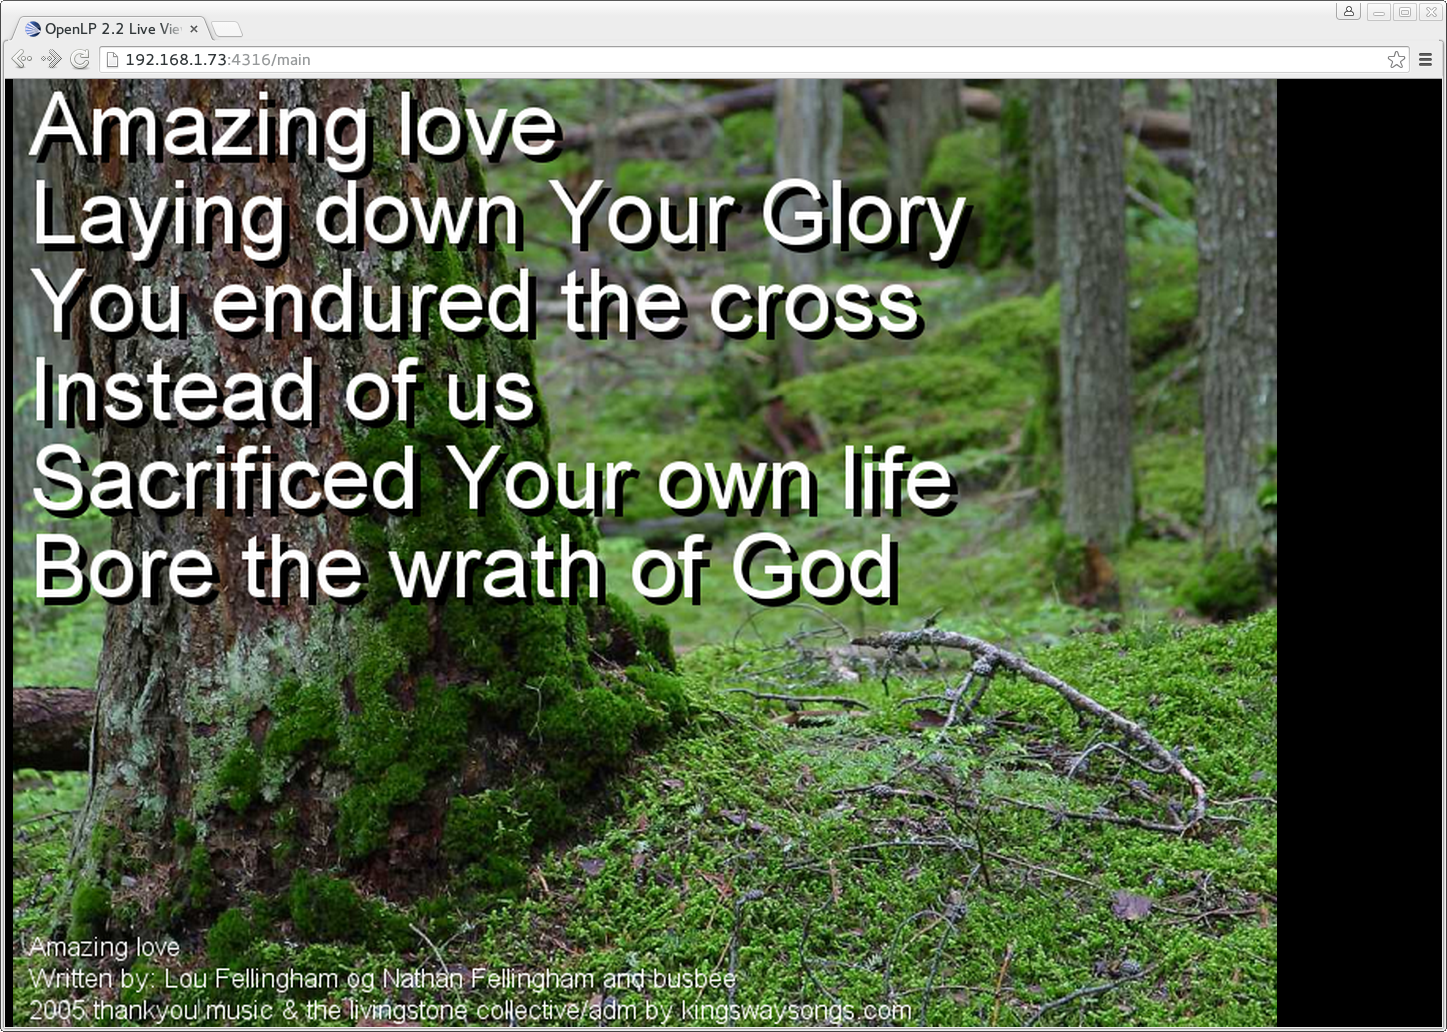 OpenLP 2.2 Live Vie
192.168.1.73:4316/main
Amazing love
Laying down Your Glory
You endured the cross
Instead of us
Sacrificed Your own life
Bore the wrath of God
Amazing love
Written by: Lou Fellingham og Nathan Fellingham and busbee
2005 thankyou music & the livingstone collective/adm by kingswaysongs.com